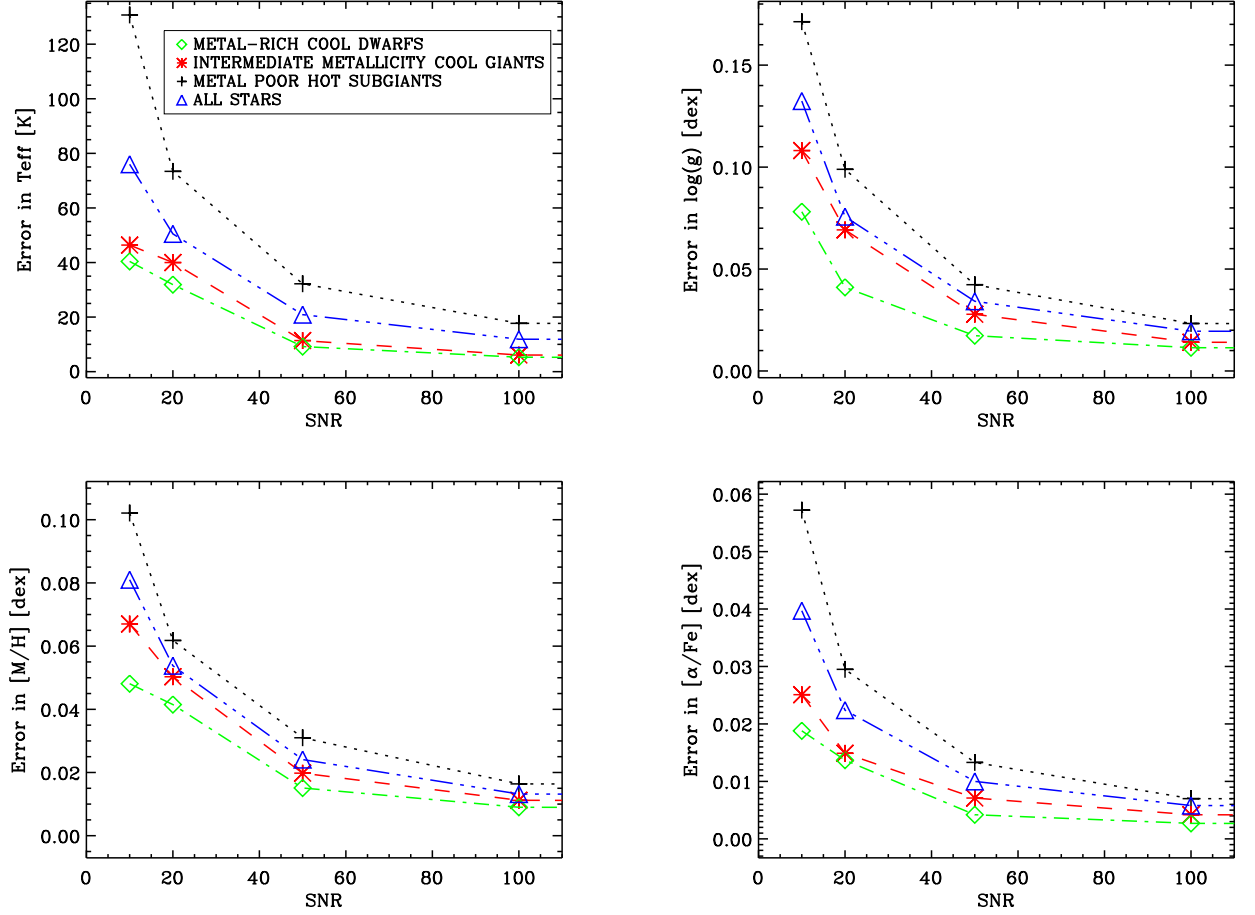 120
100
80
60
40
20
0
Error in Teff [K]
METAL-RICH COOL DWARFS
INTERMEDIATE METALLICITY COOL GIANTS
METAL POOR HOT SUBGIANTS
ALL STARS
0 20 40 60 80 100
SNR
0.15
0.10
0.05
0.00
Error in log(g) [dex]
0 20 40 60 80 100
SNR
0.10
0.08
0.06
0.04
0.02
0.00
Error in [M/H] [dex]
0 20 40 60 80 100
SNR
0.06
0.05
0.04
0.03
0.02
0.01
0.00
Error in [α/Fe] [dex]
0 20 40 60 80 100
SNR